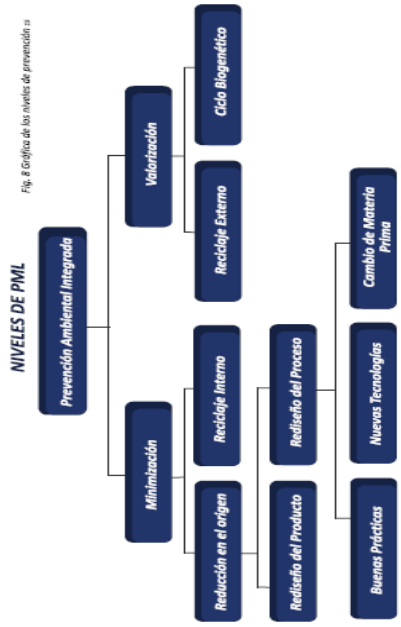 NIVELES DE PML
Fig. 8 Gráfica de los niveles de prevención
Prevención Ambiental Integrada
Minimización
Valorización
Reducción en el origen
Reciclaje Interno
Reciclaje Externo
Ciclo Biogenético
Rediseño del Producto
Rediseño del Proceso
Buenas Prácticas
Nuevas Tecnologías
Cambio de Materia
Prima